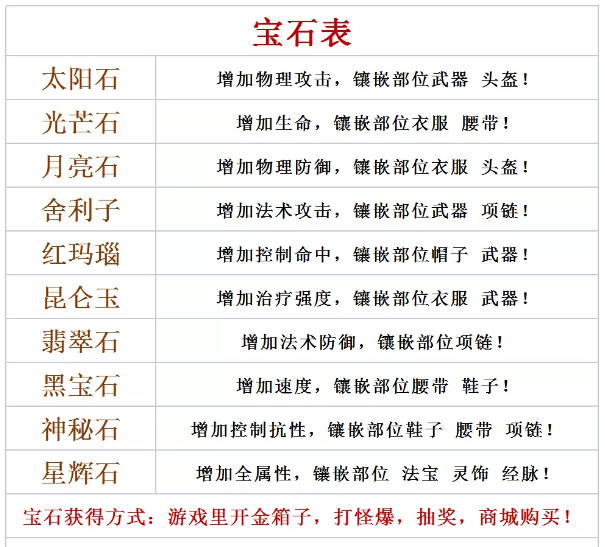 宝石表
太阳石 增加物理攻击，镶嵌部位武器 头盔！
光芒石 增加生命，镶嵌部位衣服 腰带！
月亮石 增加物理防御，镶嵌部位衣服 头盔！
舍利子 增加法术攻击，镶嵌部位武器 项链！
红玛瑙 增加控制命中，镶嵌部位帽子 武器！
昆仑玉 增加治疗强度，镶嵌部位衣服 武器！
翡翠石 增加法术防御，镶嵌部位项链！
黑宝石 增加速度，镶嵌部位腰带 鞋子！
神秘石 增加控制抗性，镶嵌部位鞋子 腰带 项链！
星辉石 增加全属性，镶嵌部位 法宝 灵饰 经脉！
宝石获得方式：游戏里开金箱子，打怪爆，抽奖，商城购买！